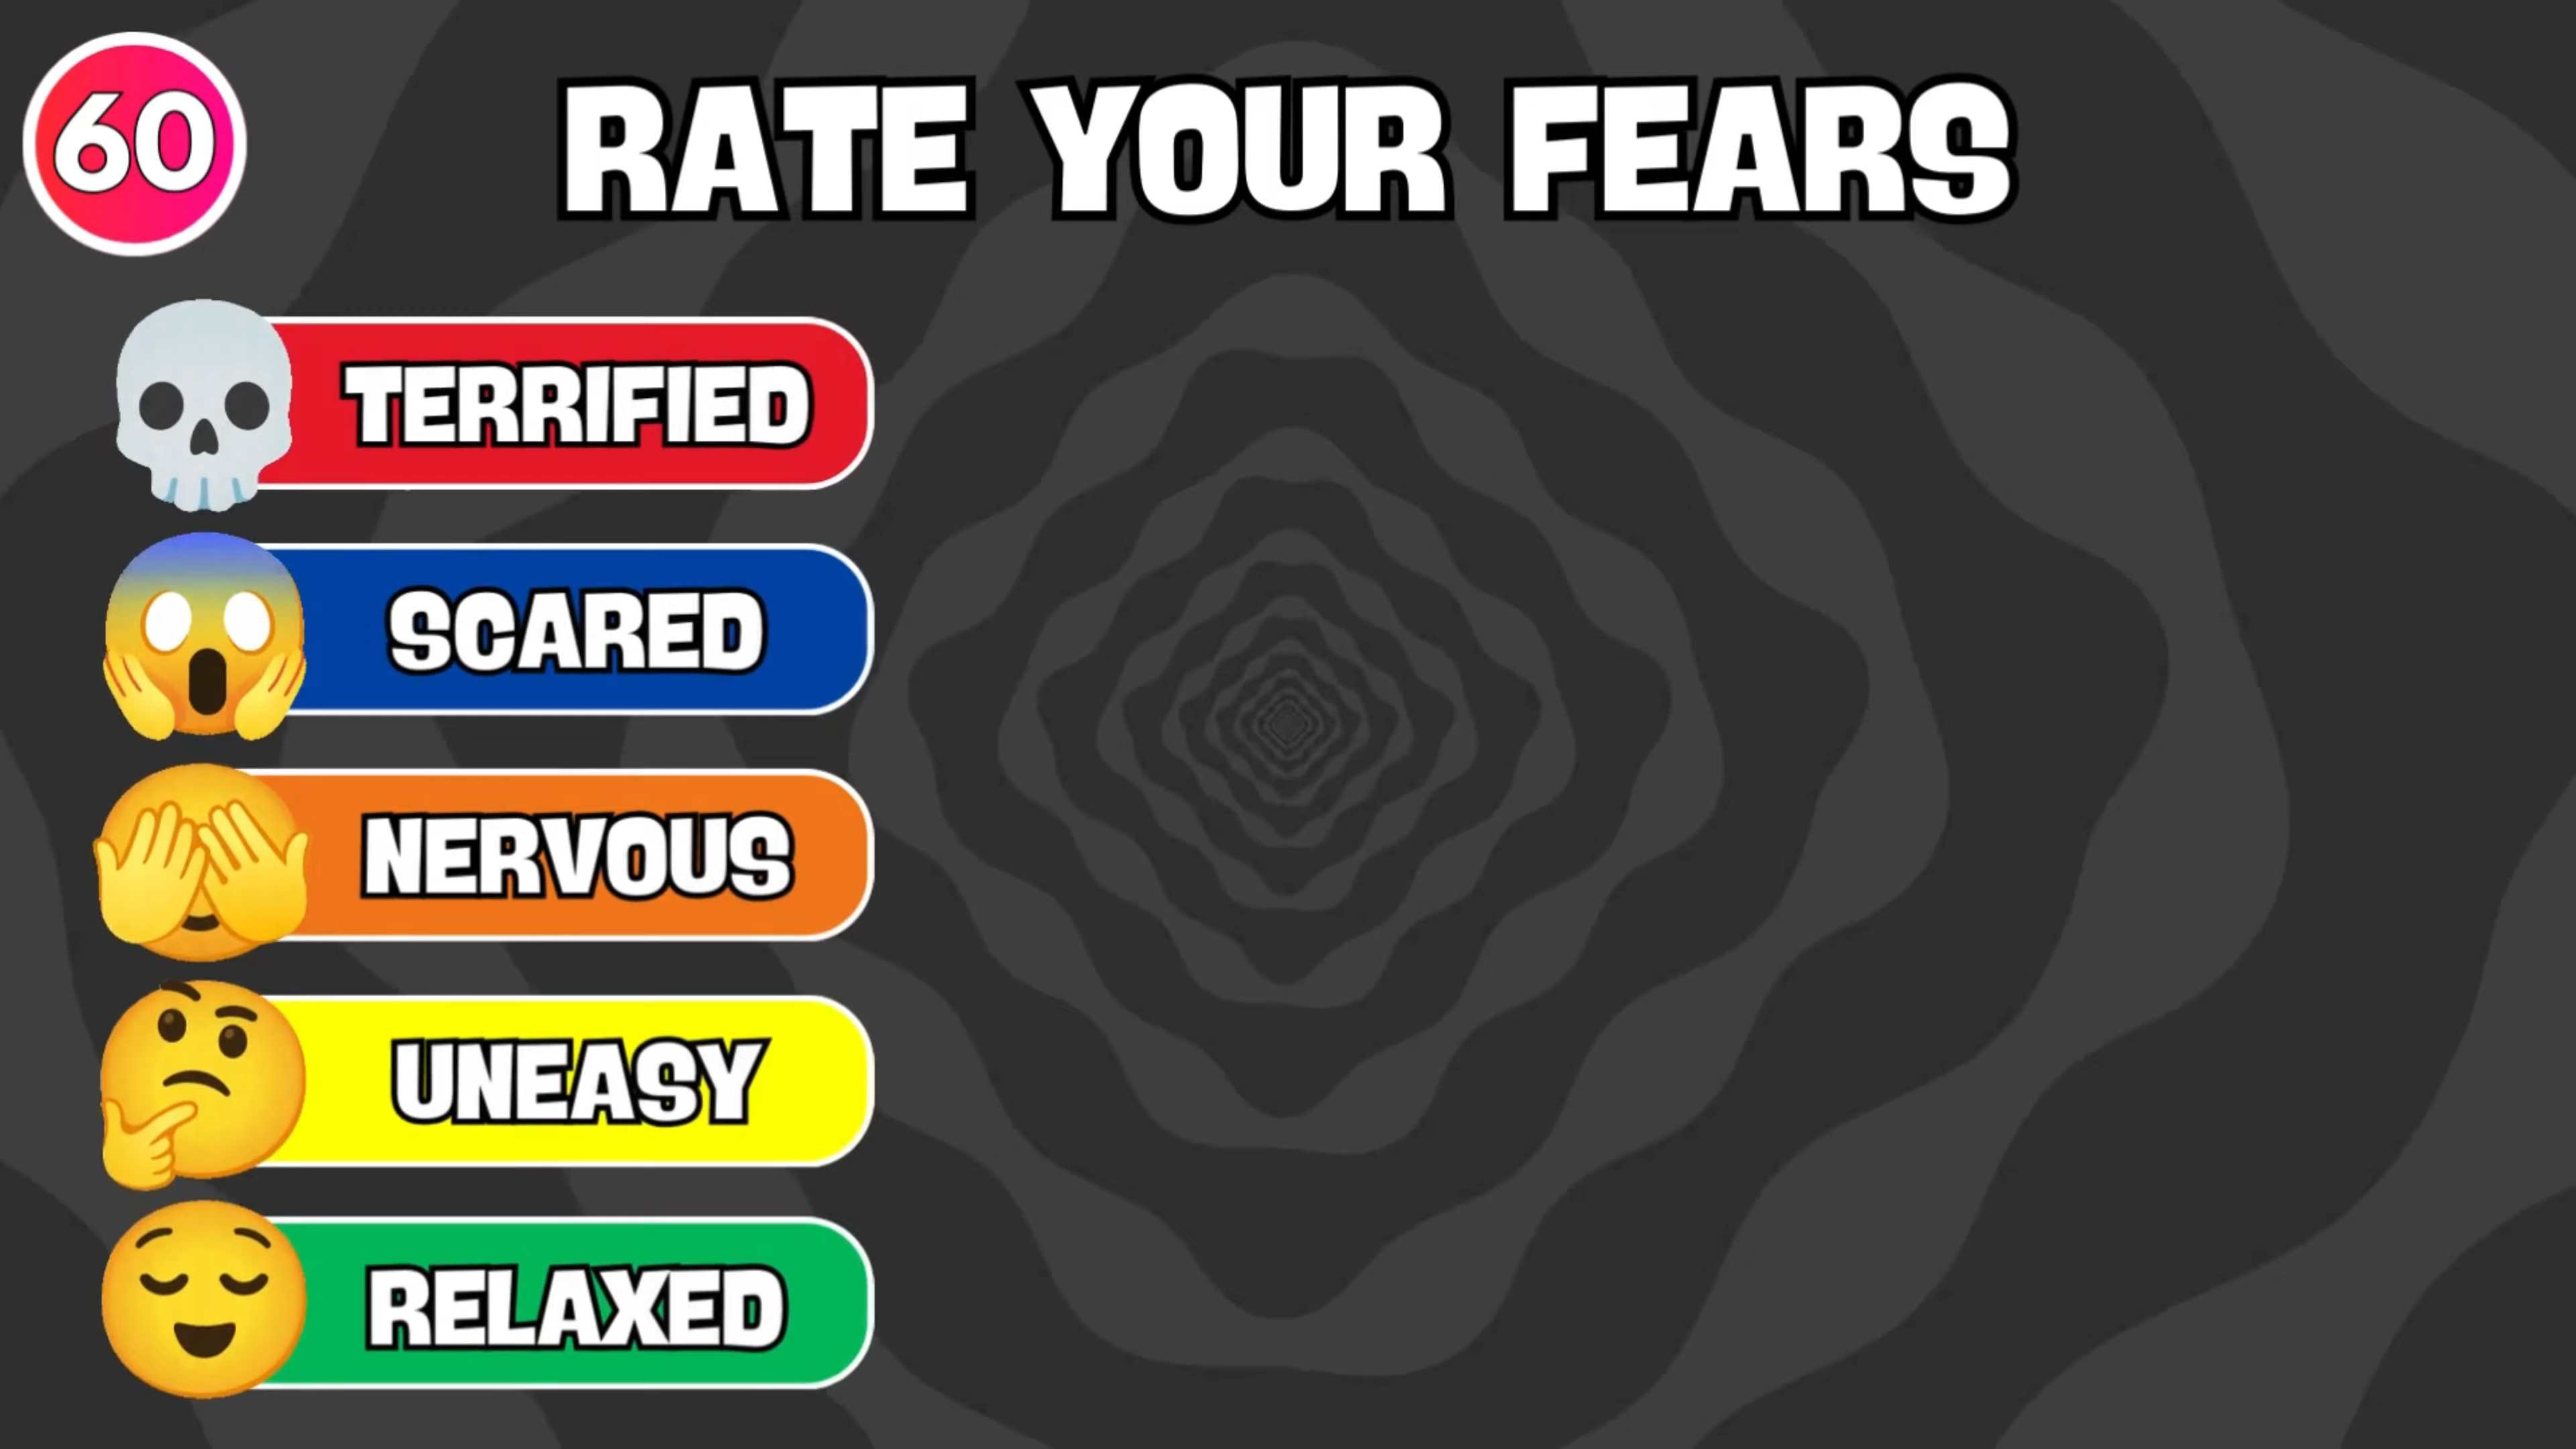 60
RATE YOUR FEARS
TERRIFIED
SCARED
NERVOUS
UNEASY
RELAXED